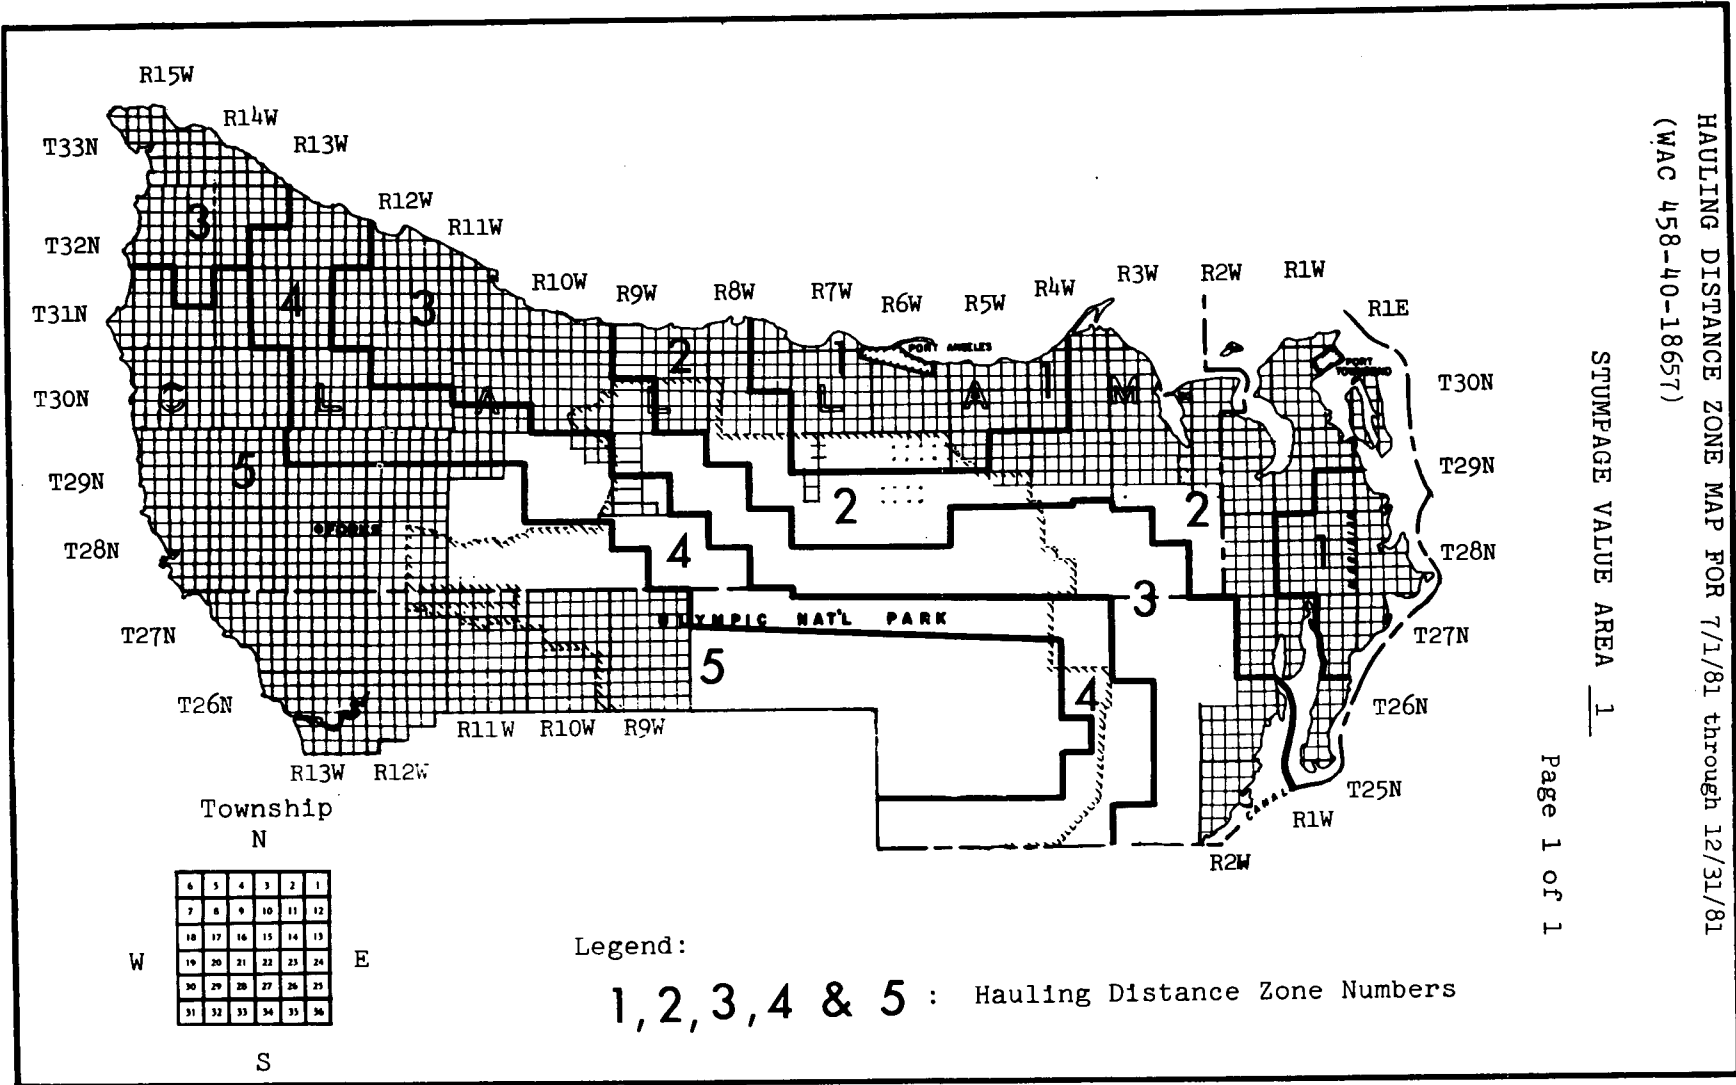 HAULING DISTANCE ZONE MAP FOR 7/1/81 through 12/31/81
(WAC 458-40-18657)
STUMPAGE VALUE AREA 1
Page 1 of 1
R15W
R14W
R13W
R12W
R11W
R10W
R9W
R8W
R7W
R6W
R5W
R4W
R3W
R2W
R1W
R1E
T33N
T32N
T31N
T30N
T29N
T28N
T27N
T26N
T30N
T29N
T28N
T27N
T26N
T25N
3
4
3
2
1
1
2
5
4
2
3
1
5
4
C L A L L A M
PORT ANGELES
PORT TOWNSEND
FORKS
OLYMPIC NAT'L PARK
CANAL
R11W R10W R9W
R13W R12W
R1W
R2W
Township
N
W
E
S
6 5 4 3 2 1
7 8 9 10 11 12
18 17 16 15 14 13
19 20 21 22 23 24
30 29 28 27 26 25
31 32 33 34 35 36
Legend:
1, 2, 3, 4 & 5 : Hauling Distance Zone Numbers